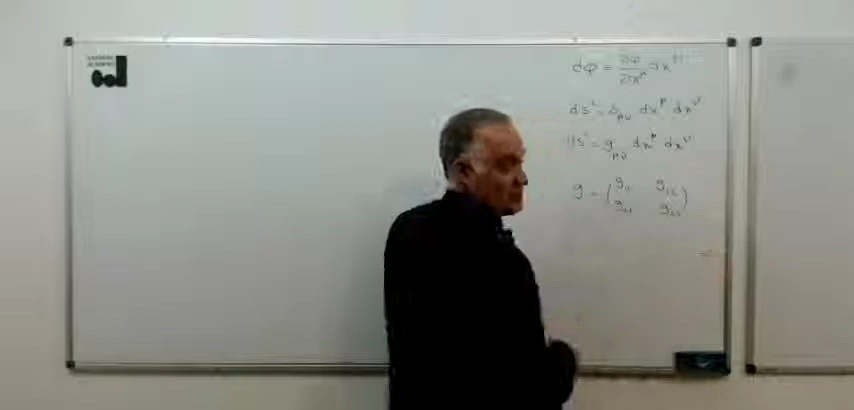 dφ = ∂φ/∂x^μ dx^μ
ds² = δ_μν dx^μ dx^ν
ds² = g_μν dx^μ dx^ν
g = (g₁₁ g₁₂
g₂₁ g₂₂)